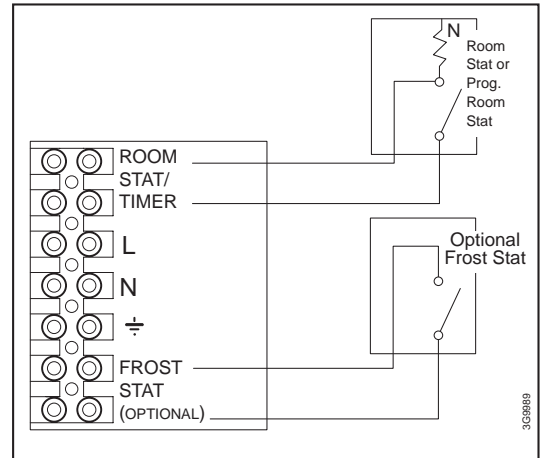 N
Room
Stat or
Prog.
Room
Stat
ROOM
STAT/
TIMER
L
N
Optional
Frost Stat
FROST
STAT
(OPTIONAL)
3G9989